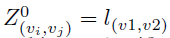 $Z^0_{(v_i,v_j)} = l_{(v1,v2)}$